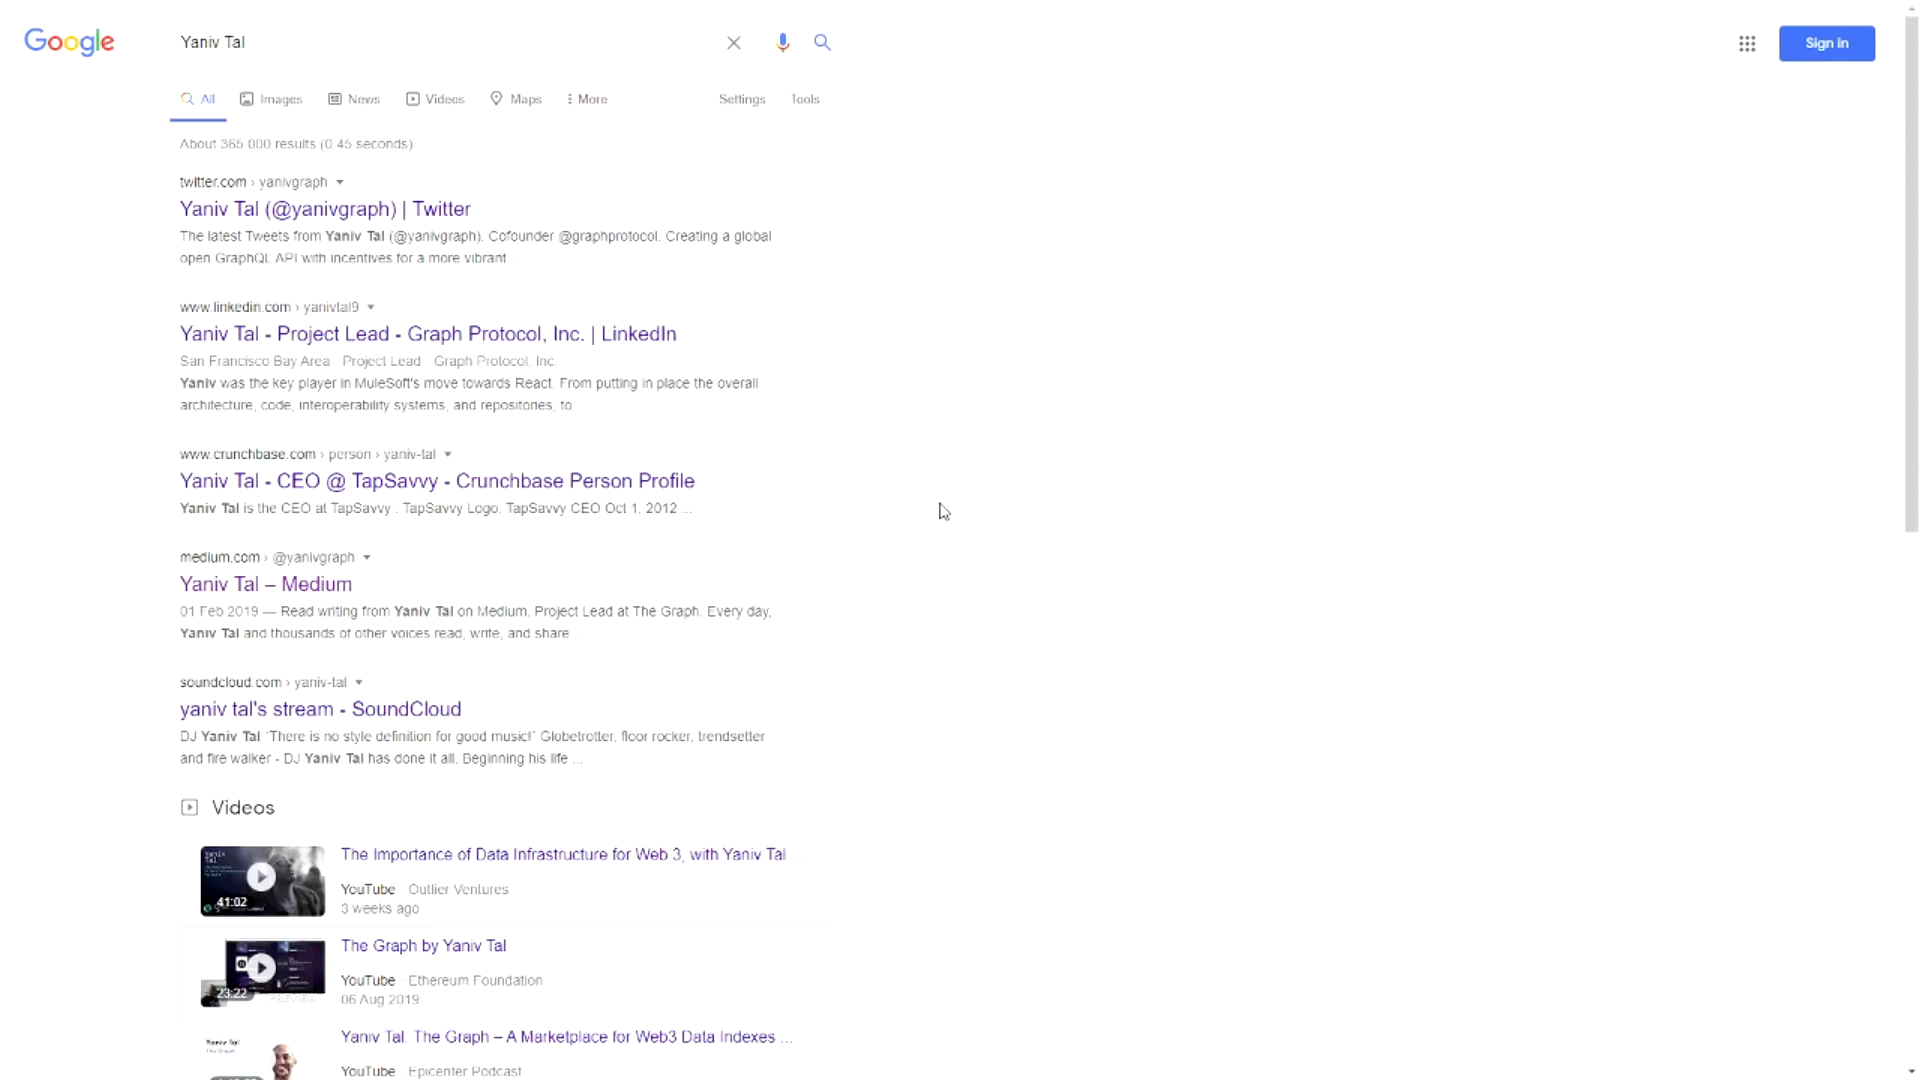 Google
Yaniv Tal
Sign in
All
Images
News
Videos
Maps
More
Settings
Tools
About 365 000 results (0 45 seconds)
twitter.com › yanivgraph
Yaniv Tal (@yanivgraph) | Twitter
The latest Tweets from Yaniv Tal (@yanivgraph). Cofounder @graphprotocol. Creating a global
open GraphQL API with incentives for a more vibrant
www.linkedin.com › yanivtal9
Yaniv Tal - Project Lead - Graph Protocol, Inc. | LinkedIn
San Francisco Bay Area Project Lead Graph Protocol, Inc.
Yaniv was the key player in MuleSoft's move towards React. From putting in place the overall
architecture, code, interoperability systems, and repositories, to
www.crunchbase.com › person › yaniv-tal
Yaniv Tal - CEO @ TapSavvy - Crunchbase Person Profile
Yaniv Tal is the CEO at TapSavvy . TapSavvy Logo. TapSavvy CEO Oct 1, 2012 ...
medium.com › @yanivgraph
Yaniv Tal – Medium
01 Feb 2019 — Read writing from Yaniv Tal on Medium. Project Lead at The Graph. Every day,
Yaniv Tal and thousands of other voices read, write, and share
soundcloud.com › yaniv-tal
yaniv tal's stream - SoundCloud
DJ Yaniv Tal "There is no style definition for good music!" Globetrotter, floor rocker, trendsetter
and fire walker - DJ Yaniv Tal has done it all. Beginning his life ...
Videos
Yaniv
Tal
41:02
The Importance of Data Infrastructure for Web 3, with Yaniv Tal ...
YouTube · Outlier Ventures
3 weeks ago
23:22
PREVIEW
The Graph by Yaniv Tal
YouTube · Ethereum Foundation
06 Aug 2019
Yaniv Tal
The Graph
Yaniv Tal. The Graph – A Marketplace for Web3 Data Indexes ...
YouTube · Epicenter Podcast